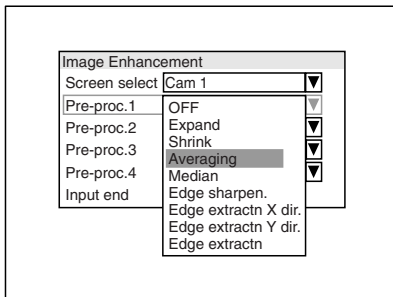 Image Enhancement
Screen select Cam 1
Pre-proc.1
Pre-proc.2
Pre-proc.3
Pre-proc.4
Input end
OFF
Expand
Shrink
Averaging
Median
Edge sharpen.
Edge extractn X dir.
Edge extractn Y dir.
Edge extractn